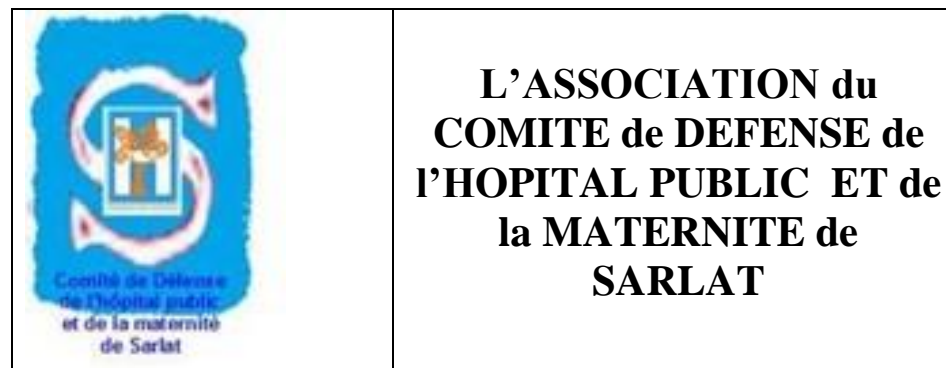 S
H
Comité de Défense
de l'hôpital public
et de la maternité
de Sarlat
L'ASSOCIATION du
COMITE de DEFENSE de
l'HOPITAL PUBLIC ET de
la MATERNITE de
SARLAT